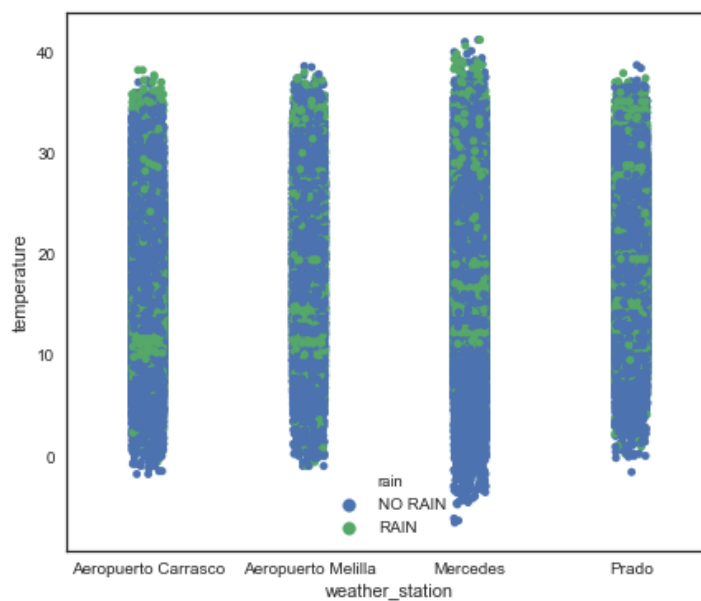 40
30
20
10
0
temperature
rain
NO RAIN
RAIN
Aeropuerto Carrasco Aeropuerto Melilla Mercedes Prado
weather_station